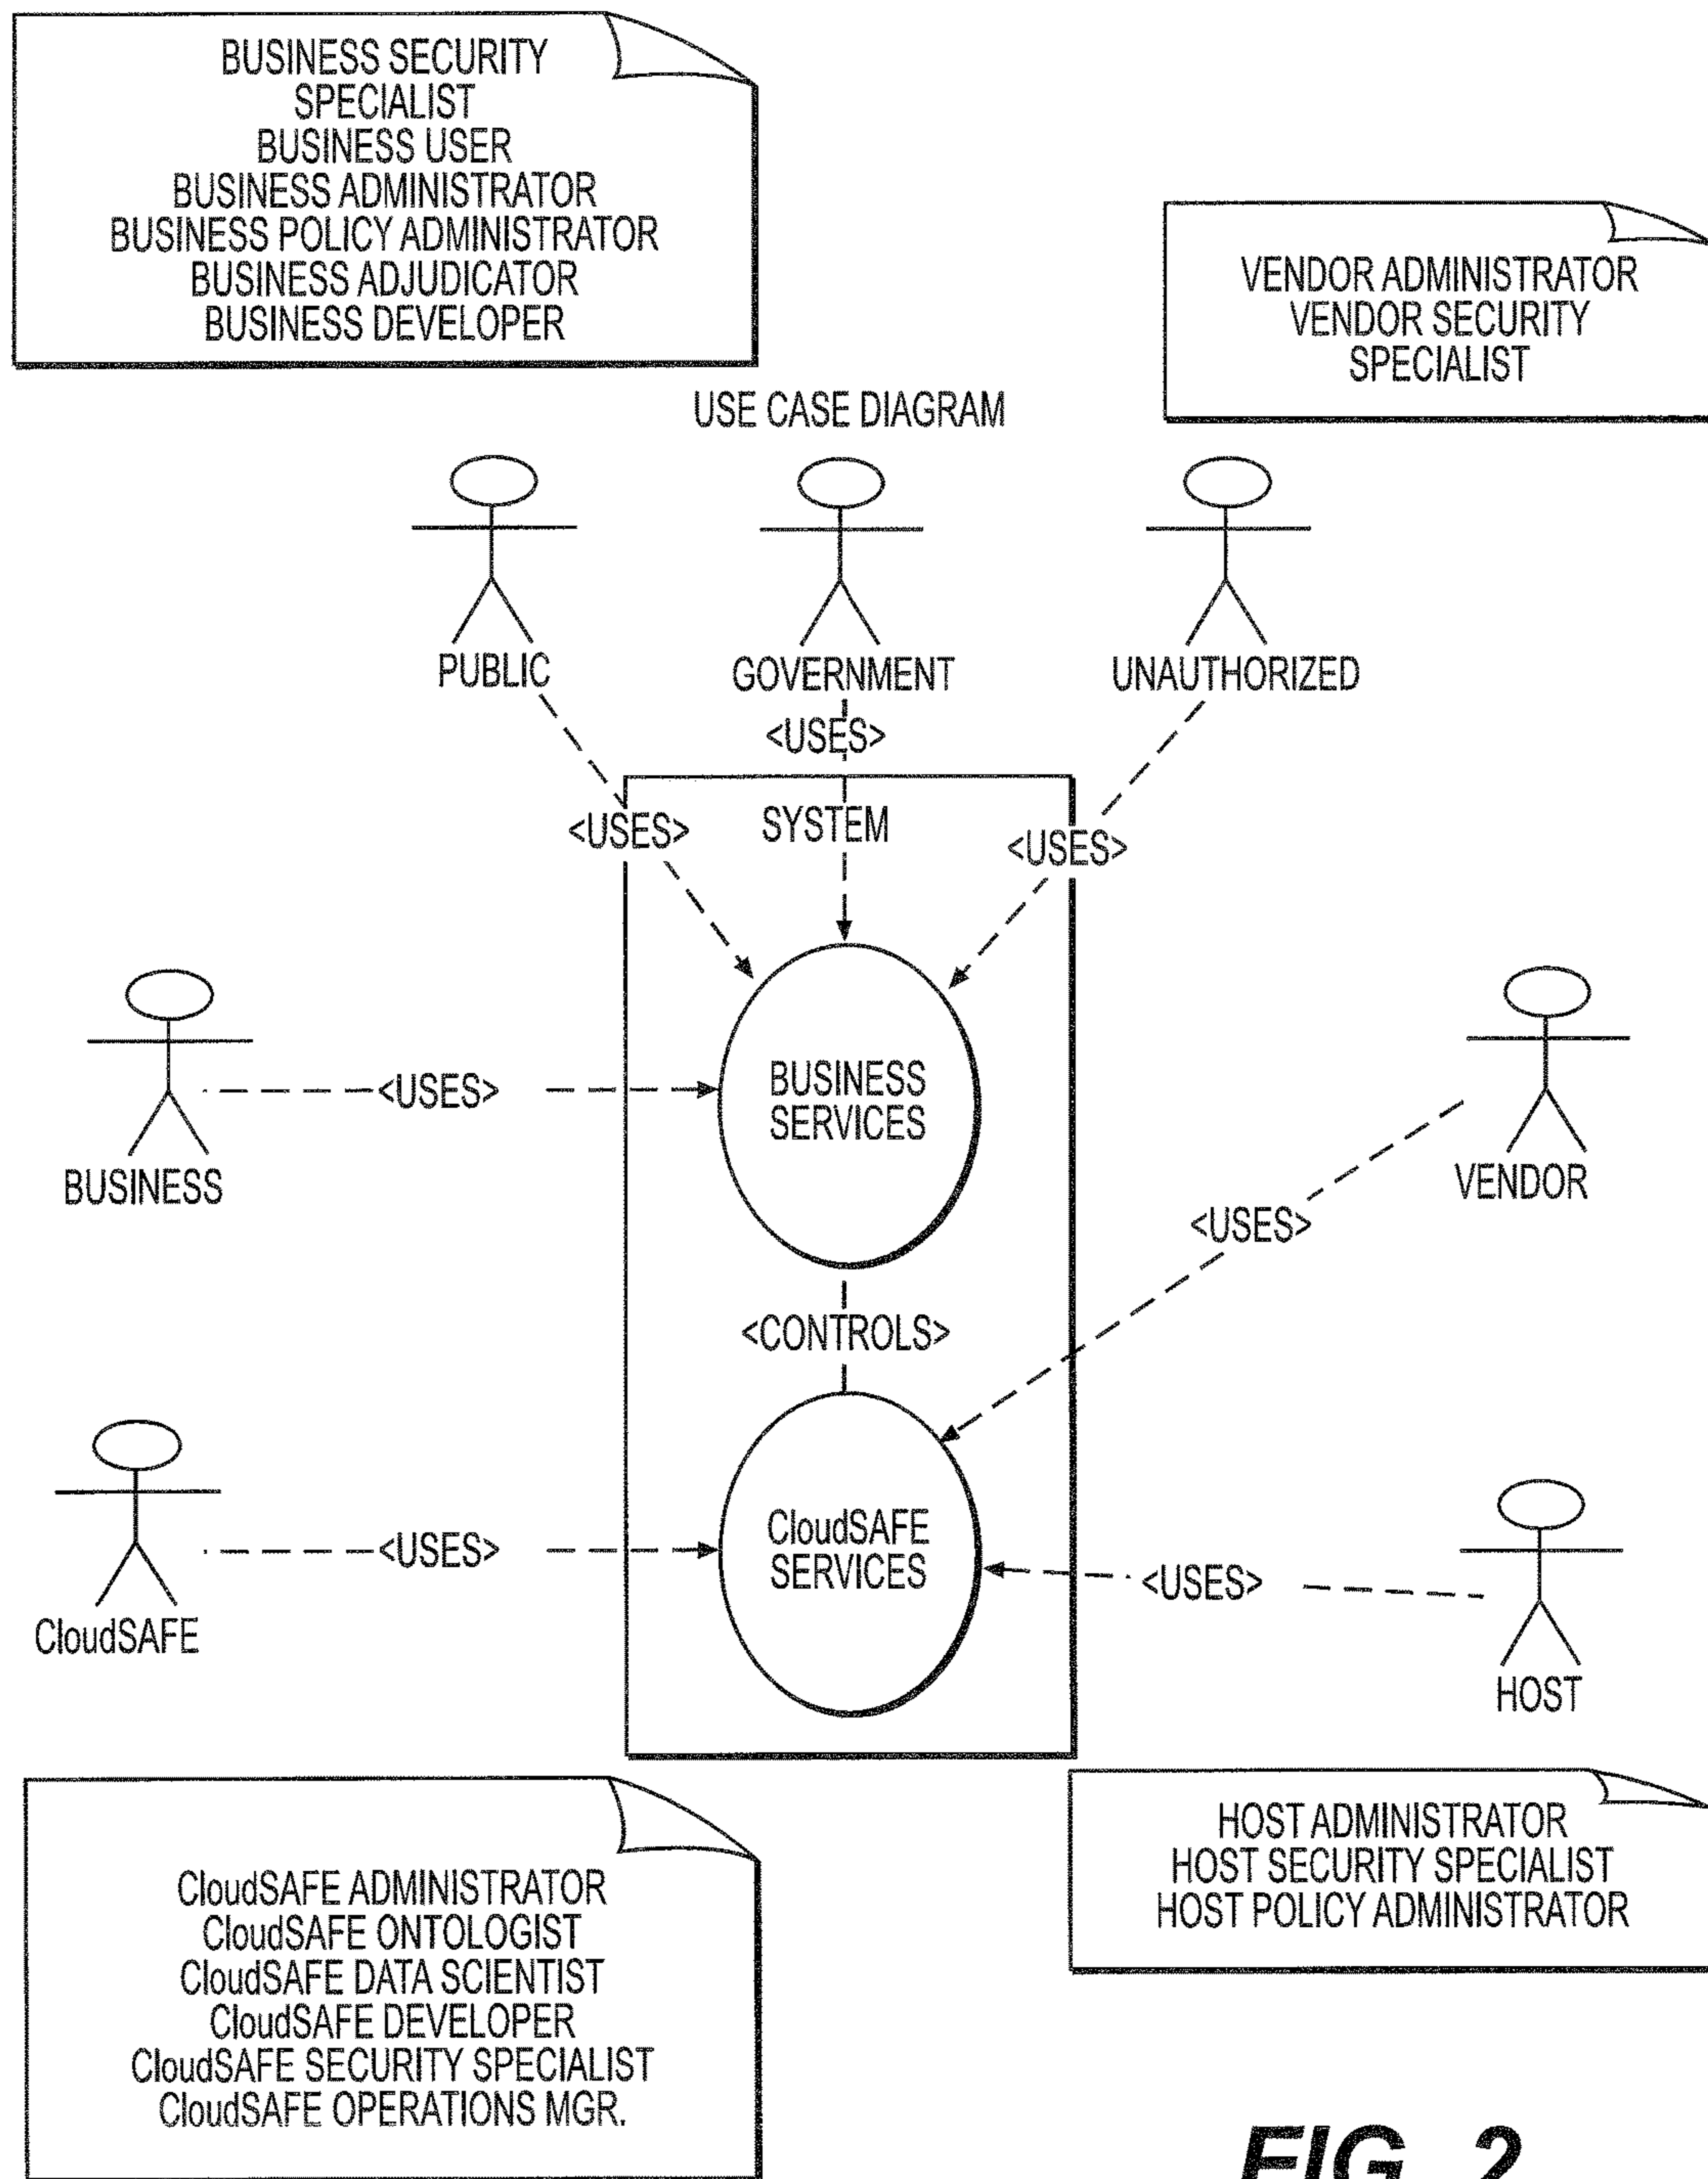 BUSINESS SECURITY
SPECIALIST
BUSINESS USER
BUSINESS ADMINISTRATOR
BUSINESS POLICY ADMINISTRATOR
BUSINESS ADJUDICATOR
BUSINESS DEVELOPER
VENDOR ADMINISTRATOR
VENDOR SECURITY
SPECIALIST
USE CASE DIAGRAM
PUBLIC
GOVERNMENT
UNAUTHORIZED
<USES>
<USES>
SYSTEM
<USES>
BUSINESS
<USES>
BUSINESS
SERVICES
VENDOR
<USES>
<CONTROLS>
CloudSAFE
<USES>
CloudSAFE
SERVICES
<USES>
HOST
HOST ADMINISTRATOR
HOST SECURITY SPECIALIST
HOST POLICY ADMINISTRATOR
CloudSAFE ADMINISTRATOR
CloudSAFE ONTOLOGIST
CloudSAFE DATA SCIENTIST
CloudSAFE DEVELOPER
CloudSAFE SECURITY SPECIALIST
CloudSAFE OPERATIONS MGR.
FIG. 2